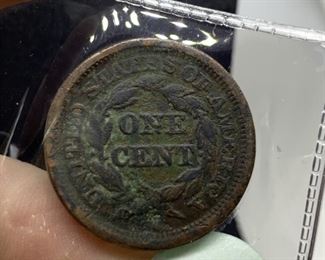 UNITED STATES OF AMERICA
ONE
CENT